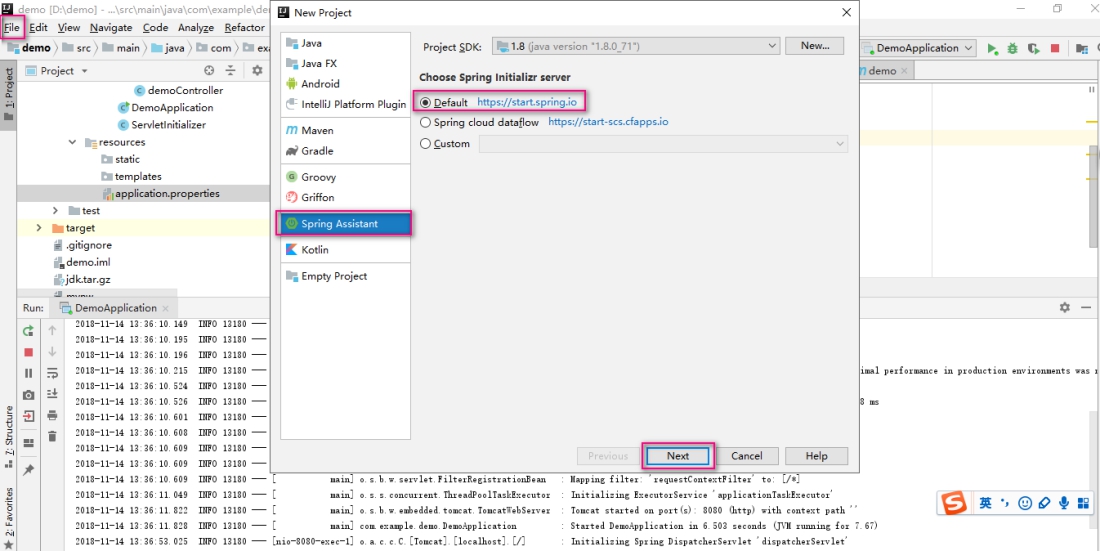 demo [D:\demo] - ...\src\main\java\com\example\de
File Edit View Navigate Code Analyze Refactor
demo src main java com exa
DemoApplication
demo
1: Project
Project
demoController
DemoApplication
ServletInitializer
resources
static
templates
application.properties
test
target
.gitignore
demo.iml
jdk.tar.gz
mvnw
New Project
Java
Java FX
Android
IntelliJ Platform Plugin
Maven
Gradle
Groovy
Griffon
Spring Assistant
Kotlin
Empty Project
Project SDK: 1.8 (java version "1.8.0_71") New...
Choose Spring Initializr server
Default https://start.spring.io
Spring cloud dataflow https://start-scs.cfapps.io
Custom
Previous Next Cancel Help
Run: DemoApplication
2018-11-14 13:36:10.149 INFO 13180 ---
2018-11-14 13:36:10.195 INFO 13180 ---
2018-11-14 13:36:10.196 INFO 13180 ---
2018-11-14 13:36:10.215 INFO 13180 --- imal performance in production environments was
2018-11-14 13:36:10.524 INFO 13180 ---
2018-11-14 13:36:10.526 INFO 13180 --- 8 ms
2018-11-14 13:36:10.601 INFO 13180 ---
2018-11-14 13:36:10.608 INFO 13180 ---
2018-11-14 13:36:10.609 INFO 13180 ---
2018-11-14 13:36:10.609 INFO 13180 ---
2018-11-14 13:36:10.609 INFO 13180 --- [ main] o.s.b.w.servlet.FilterRegistrationBean : Mapping filter: 'requestContextFilter' to: [/*]
2018-11-14 13:36:11.049 INFO 13180 --- [ main] o.s.s.concurrent.ThreadPoolTaskExecutor : Initializing ExecutorService 'applicationTaskExecutor'
2018-11-14 13:36:11.822 INFO 13180 --- [ main] o.s.b.w.embedded.tomcat.TomcatWebServer : Tomcat started on port(s): 8080 (http) with context path ''
2018-11-14 13:36:11.828 INFO 13180 --- [ main] com.example.demo.DemoApplication : Started DemoApplication in 6.503 seconds (JVM running for 7.67)
2018-11-14 13:36:53.025 INFO 13180 --- [nio-8080-exec-1] o.a.c.c.C.[Tomcat].[localhost].[/] : Initializing Spring DispatcherServlet 'dispatcherServlet'
Z: Structure
2: Favorites
S 英